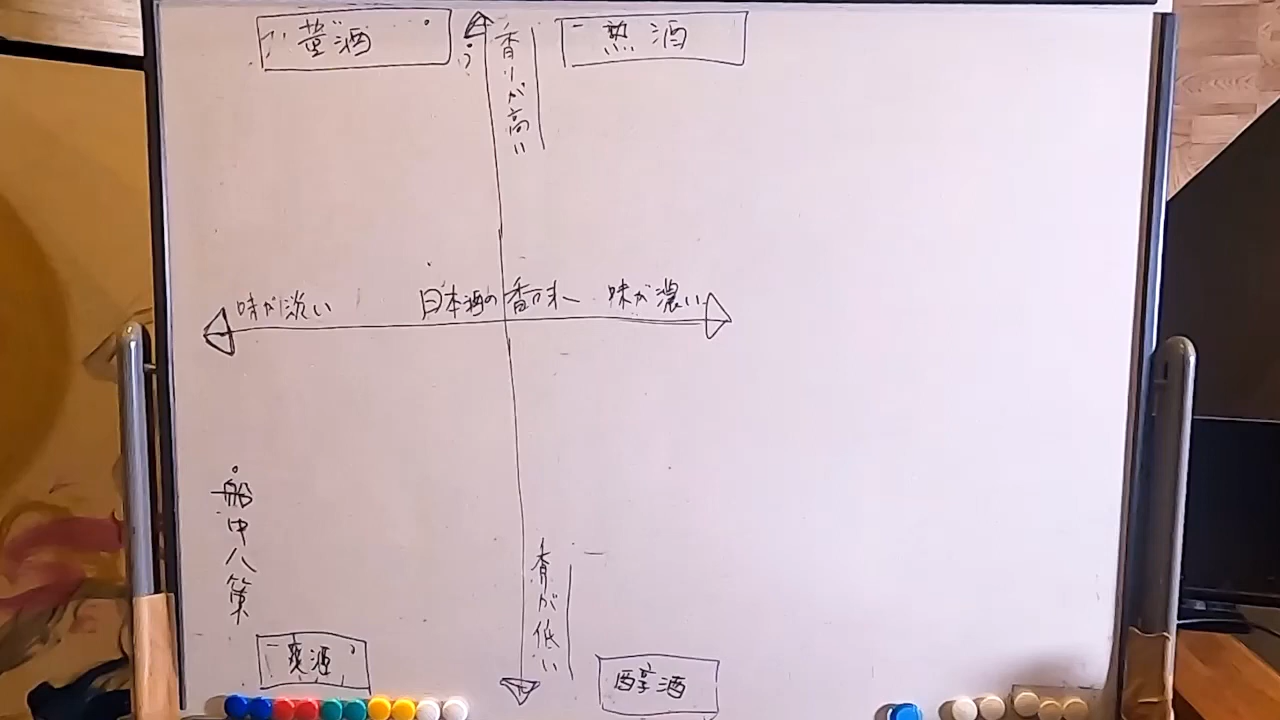 薫酒
熟酒
香りが高い
味が淡い
日本酒の香味
味が濃い
船中八策
香が低い
爽酒
醇酒